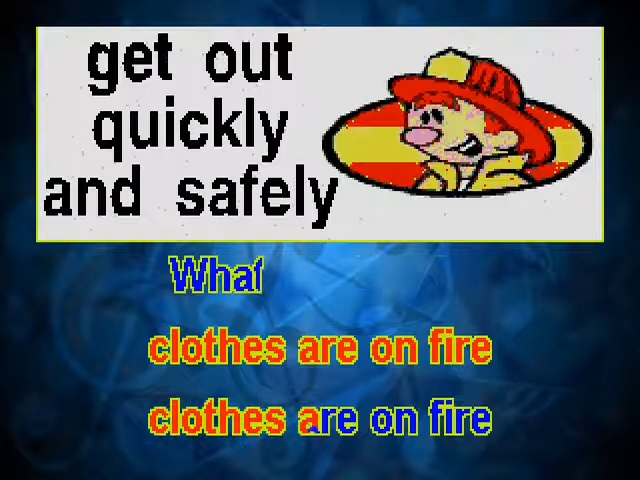 get out
quickly
and safely
What
clothes are on fire
clothes are on fire